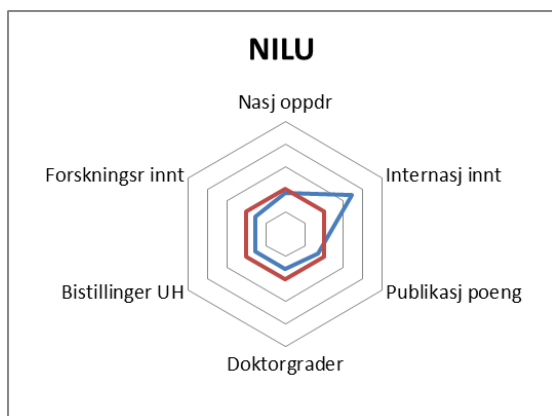 NILU
Nasj oppdr
Forskningsr innt
Internasj innt
Bistillinger UH
Publikasj poeng
Doktorgrader